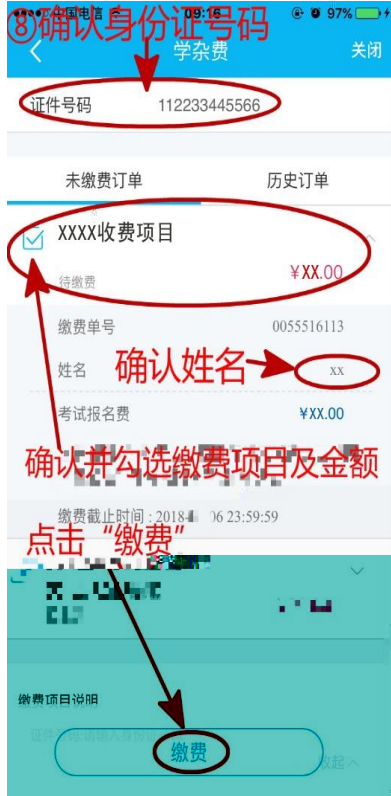 中国电信 09:16 97%
⑧确认身份证号码
学杂费 关闭
证件号码 112233445566
未缴费订单 历史订单
XXXX收费项目
待缴费 ¥XX.00
缴费单号 0055516113
确认姓名
姓名 xx
考试报名费 ¥XX.00
确认并勾选缴费项目及金额
缴费截止时间：2018- 06 23:59:59
点击“缴费”
缴费项目说明
缴费
收起